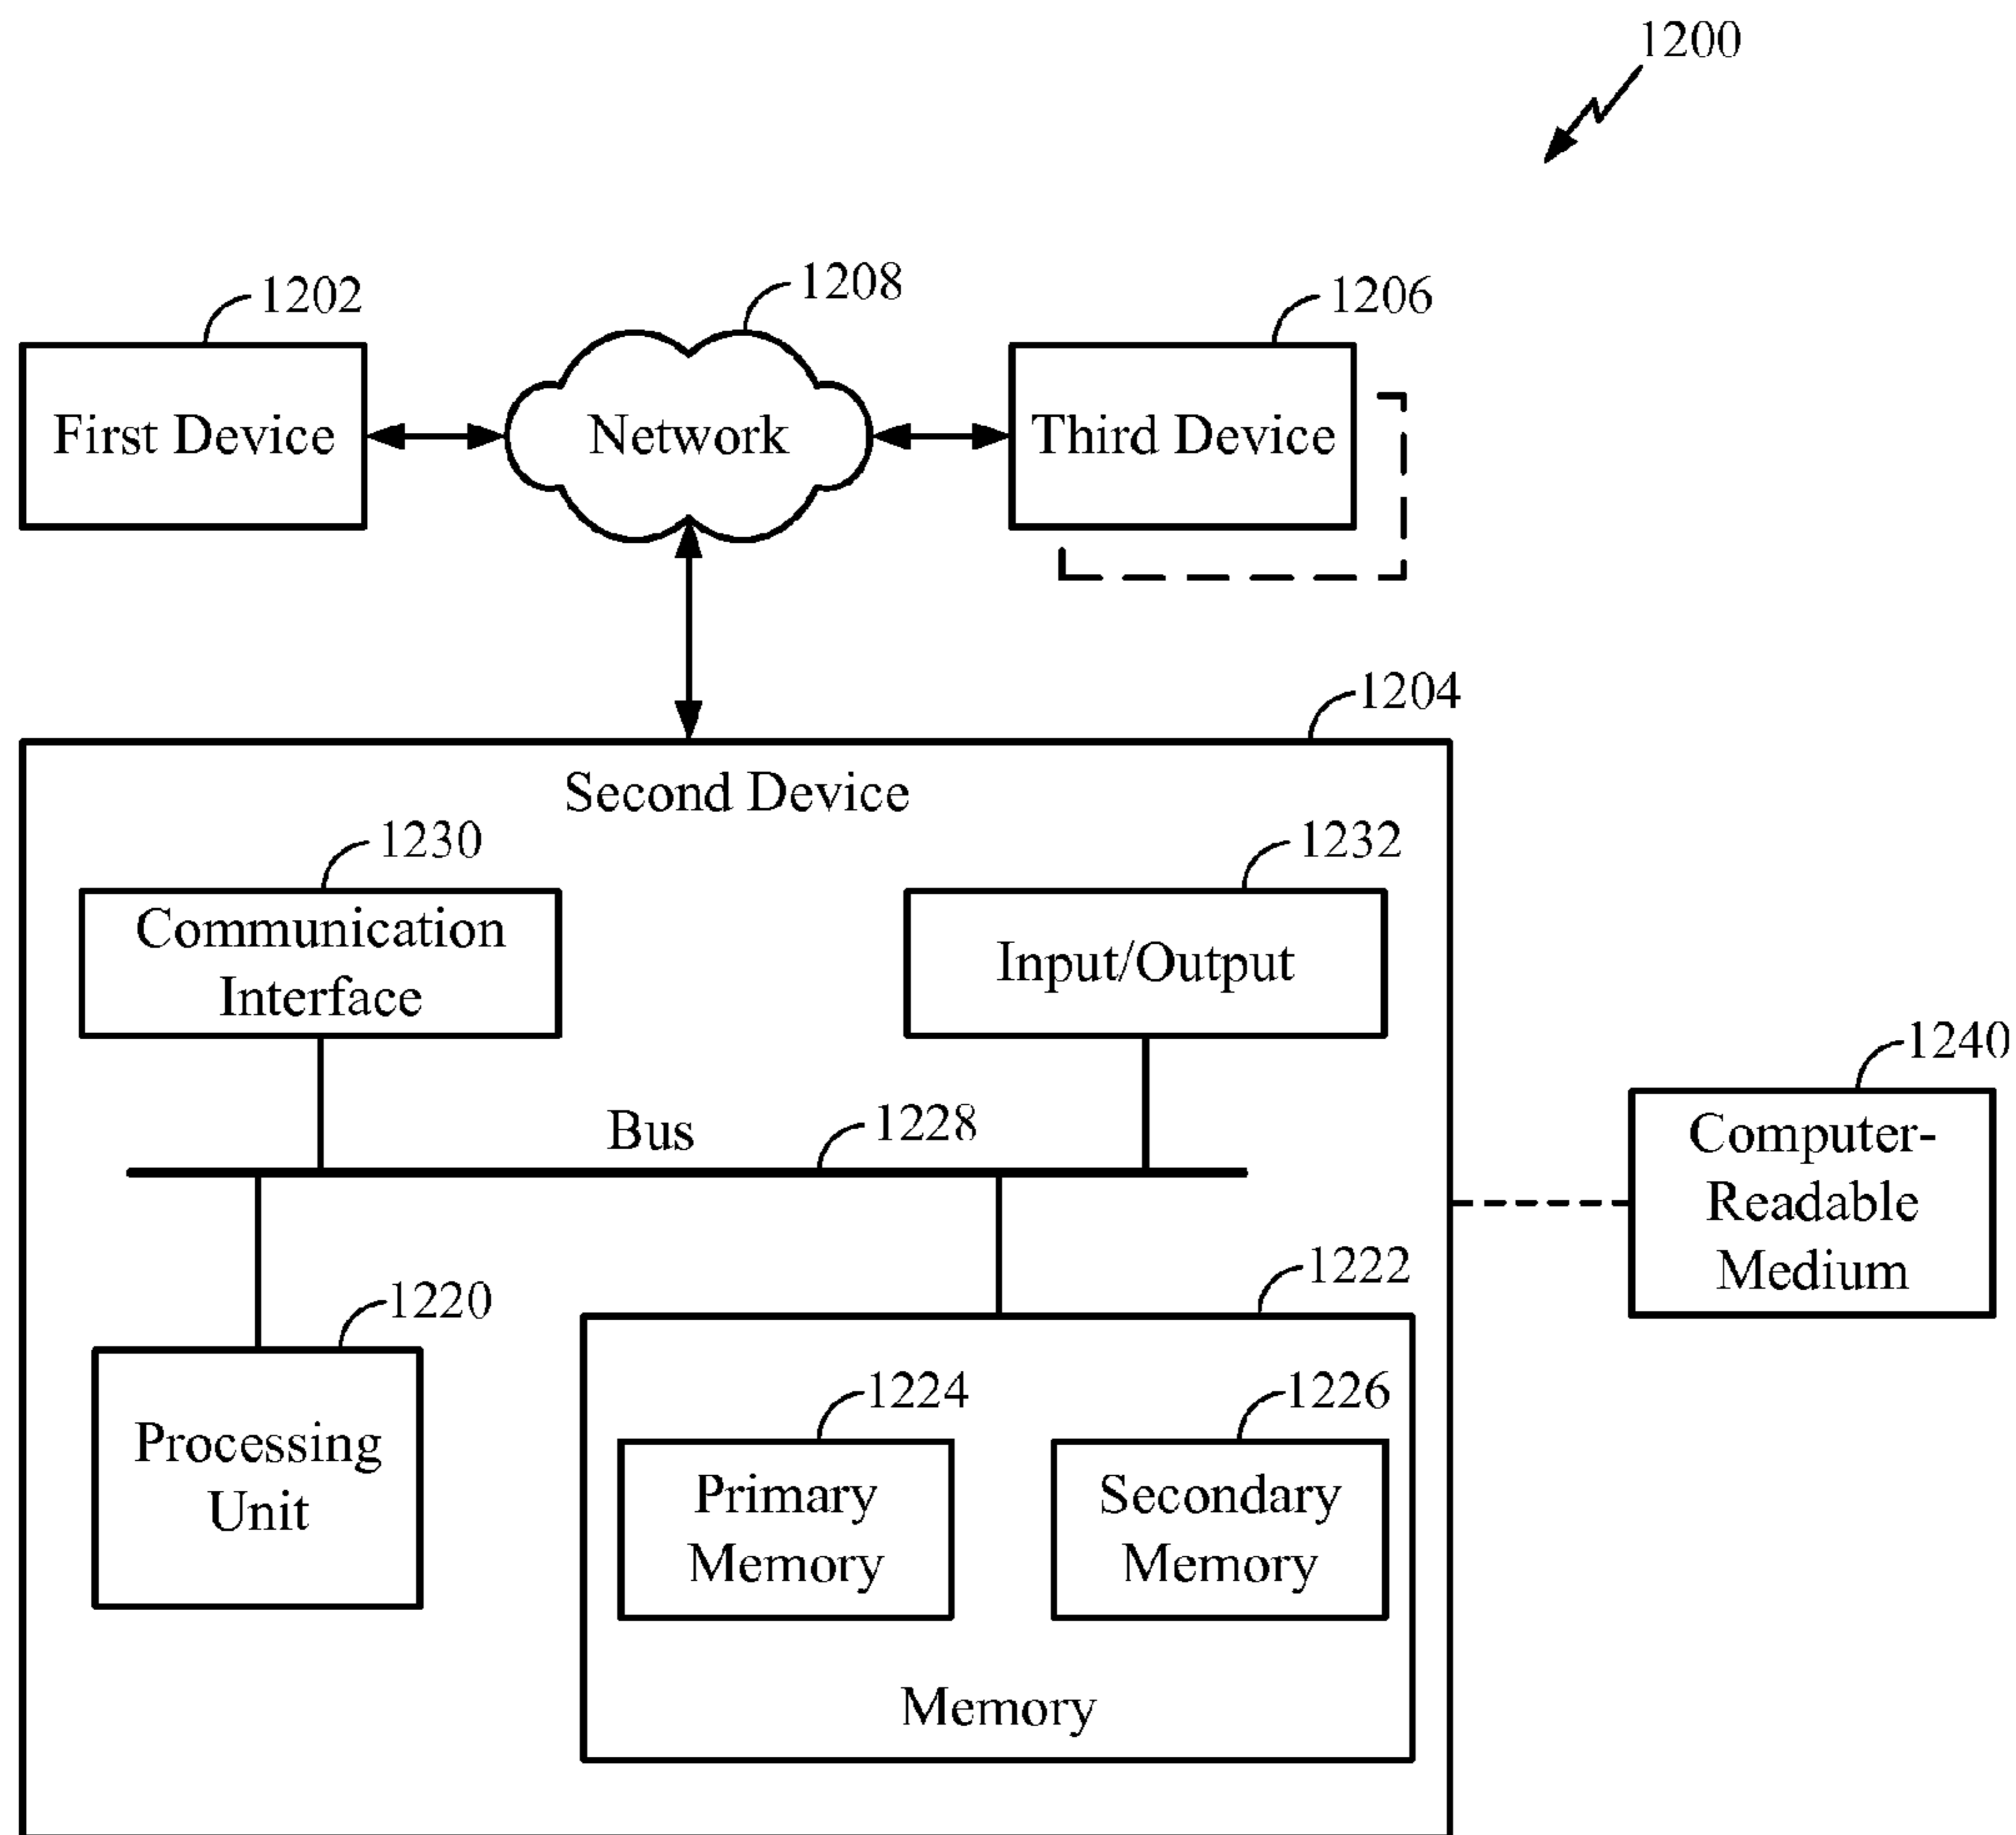 1200
1202
1208
1206
First Device
Network
Third Device
1204
Second Device
1230
1232
Communication
Interface
Input/Output
1240
Computer-
Readable
Medium
Bus
1228
1220
1222
Processing
Unit
1224
1226
Primary
Memory
Secondary
Memory
Memory